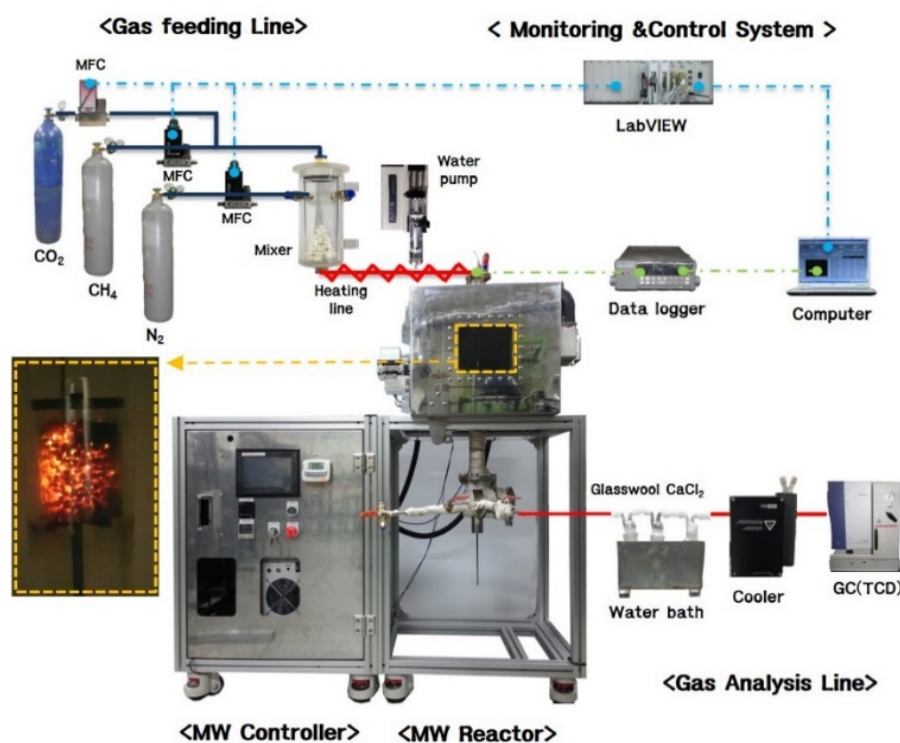 <Gas feeding Line>
< Monitoring &Control System >
MFC
LabVIEW
MFC
MFC
Water
pump
Mixer
CO₂
CH₄
N₂
Heating
line
Data logger
Computer
Glasswool CaCl₂
Water bath
Cooler
GC(TCD)
<Gas Analysis Line>
<MW Controller>
<MW Reactor>